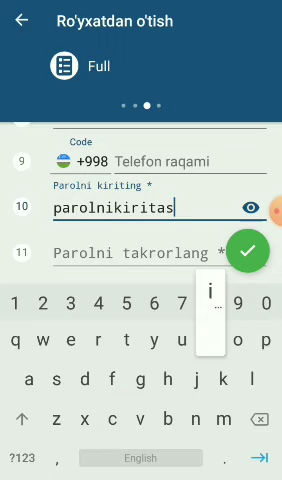 Ro'yxatdan o'tish
Full
Code
9 +998 Telefon raqami
Parolni kiriting *
10 parolnikiritas
11 Parolni takrorlang *
i
...
1 2 3 4 5 6 7 9 0
q w e r t y u o p
a s d f g h j k l
z x c v b n m
?123 , English .